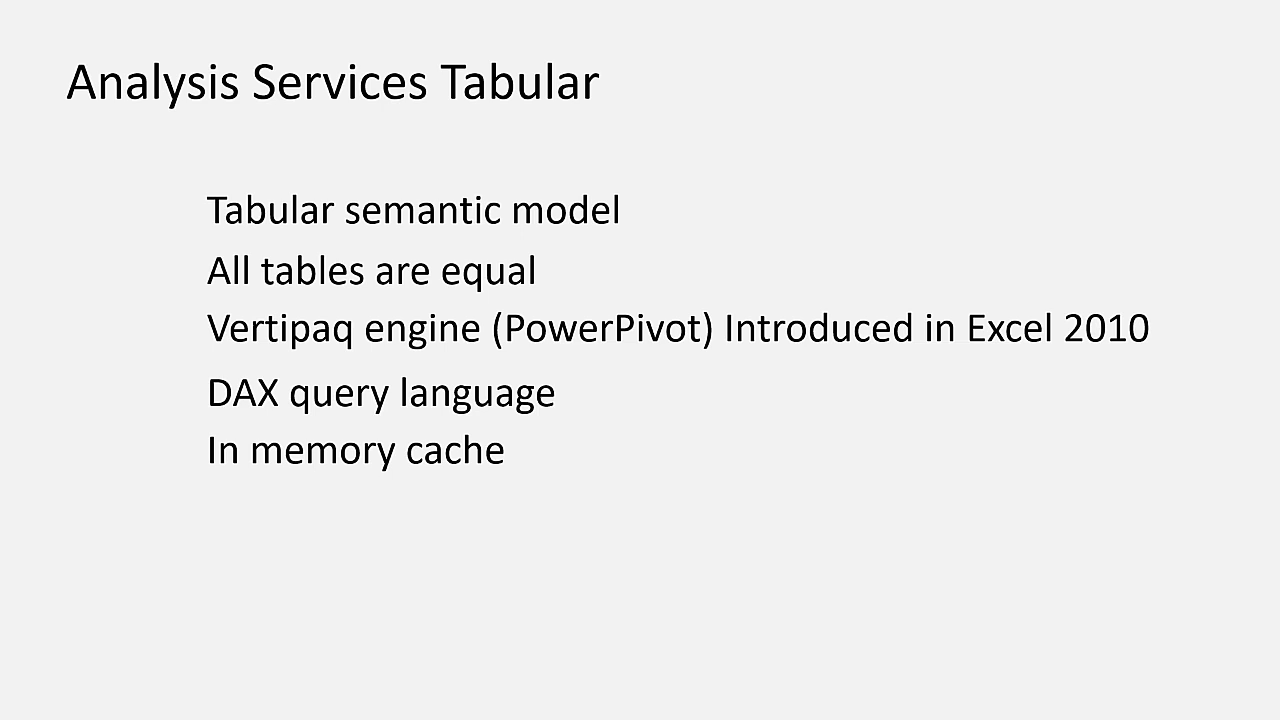 Analysis Services Tabular
Tabular semantic model
All tables are equal
Vertipaq engine (PowerPivot) Introduced in Excel 2010
DAX query language
In memory cache